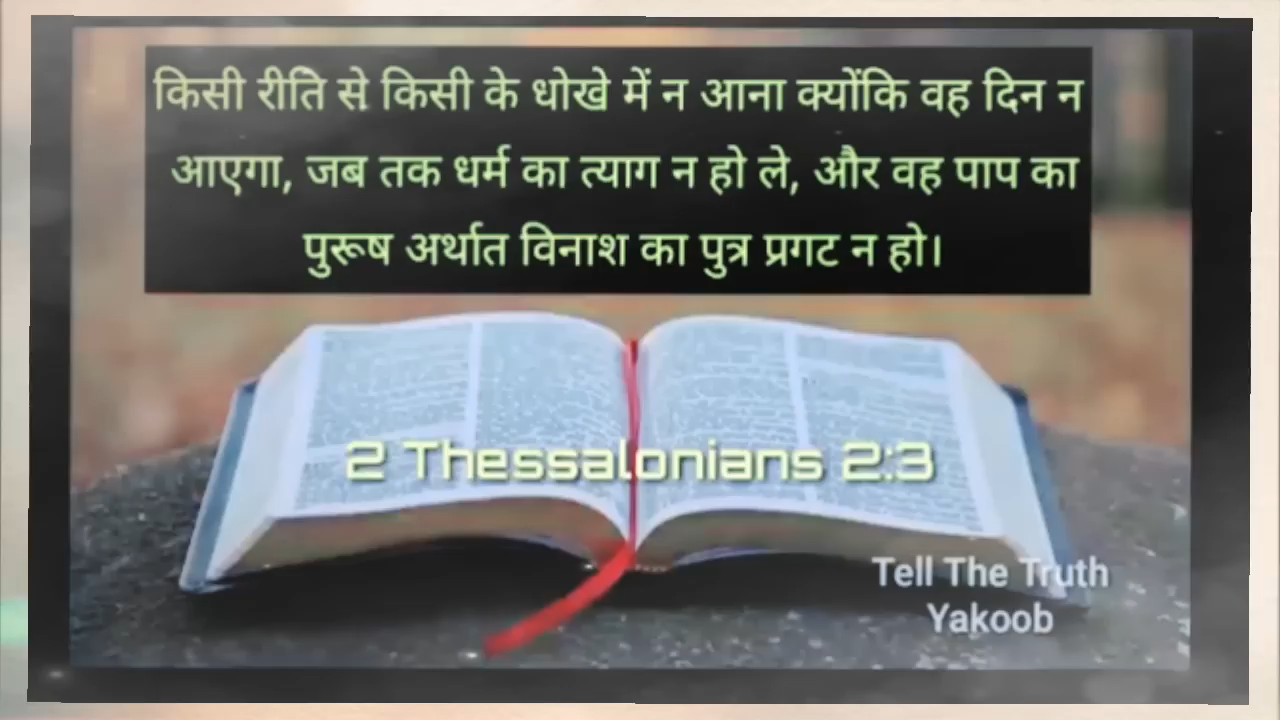 किसी रीति से किसी के धोखे में न आना क्योंकि वह दिन न
आएगा, जब तक धर्म का त्याग न हो ले, और वह पाप का
पुरूष अर्थात विनाश का पुत्र प्रगट न हो।
2 Thessalonians 2:3
Tell The Truth
Yakoob